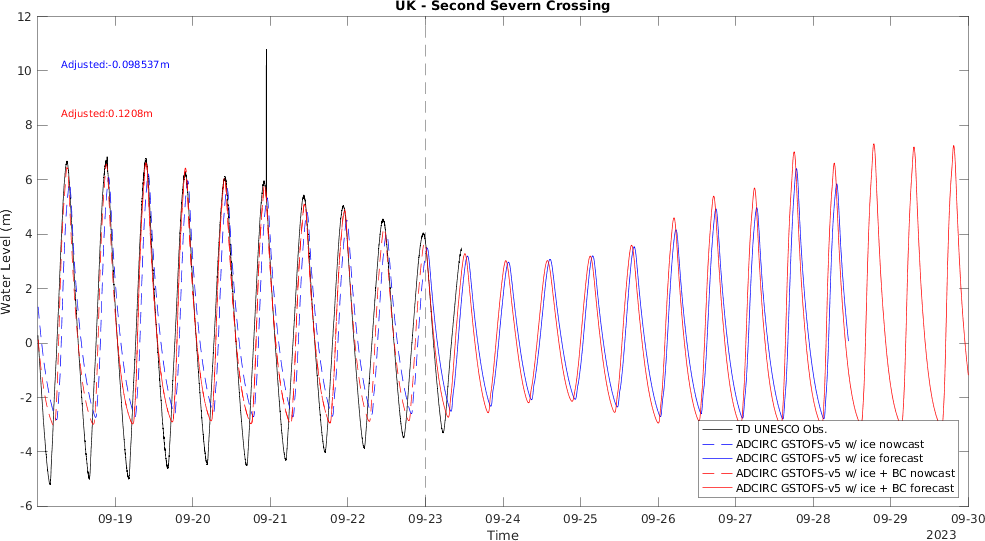 UK - Second Severn Crossing
12
10
8
6
4
2
0
-2
-4
-6
Water Level (m)
Adjusted:-0.098537m
Adjusted:0.1208m
TD UNESCO Obs.
ADCIRC GSTOFS-v5 w/ ice nowcast
ADCIRC GSTOFS-v5 w/ ice forecast
ADCIRC GSTOFS-v5 w/ ice + BC nowcast
ADCIRC GSTOFS-v5 w/ ice + BC forecast
09-19 09-20 09-21 09-22 09-23 09-24 09-25 09-26 09-27 09-28 09-29 09-30
Time
2023